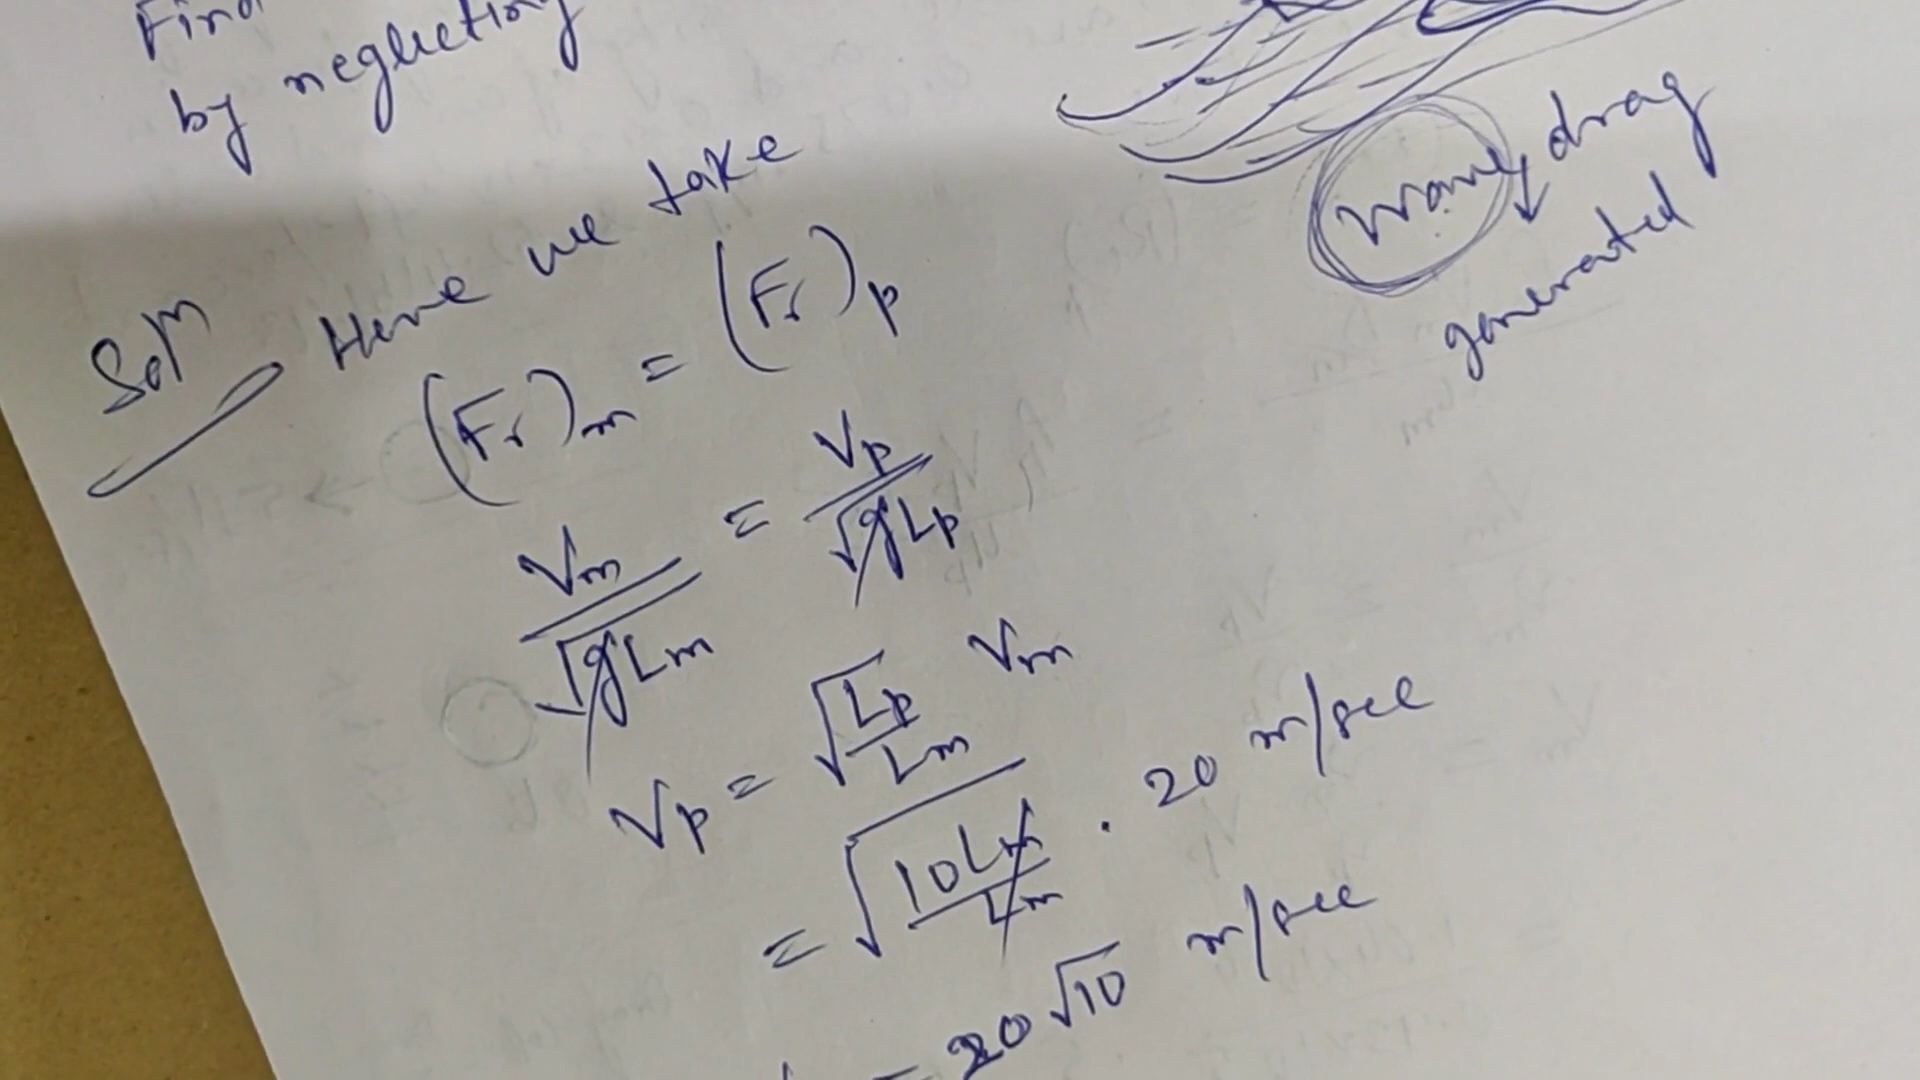 Find
by neglecting
Wave drag
↓
generated
Solⁿ Here we take
(Fr)m = (Fr)p
Vm/√gLm = Vp/√gLp
Vp = √(Lp/Lm) Vm
= √(10Lm/Lm) . 20 m/sec
= 20√10 m/sec